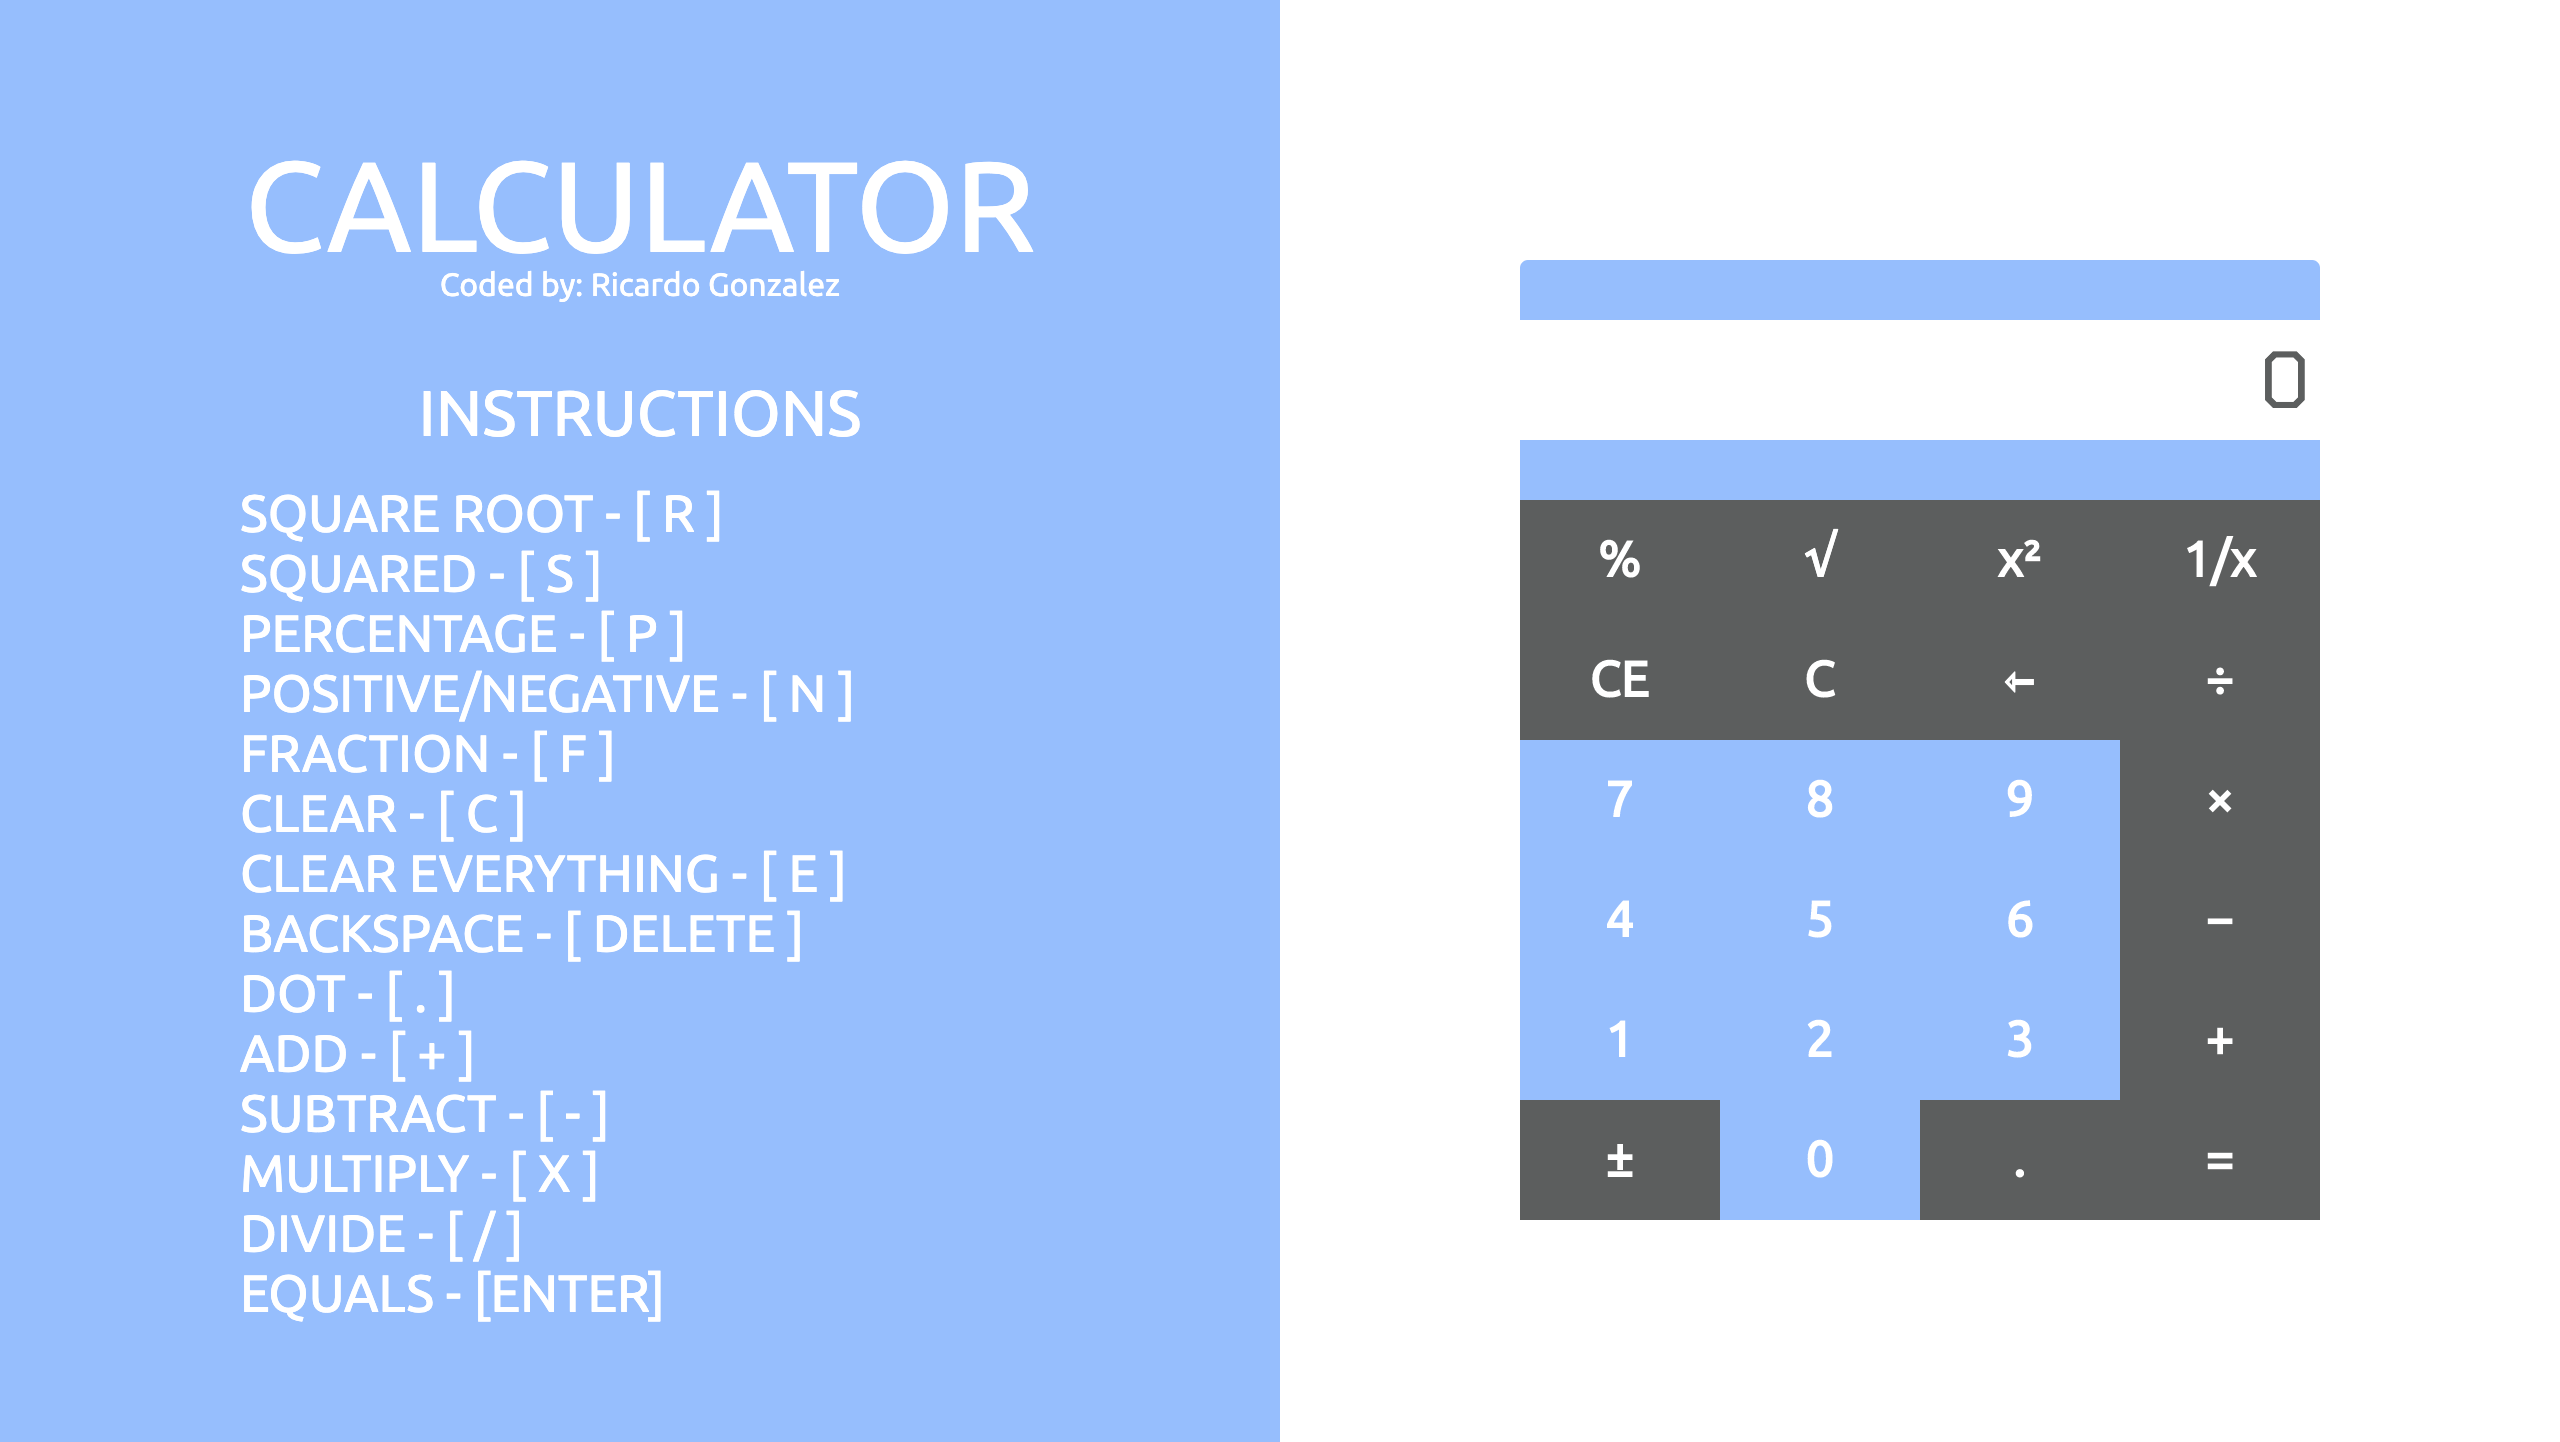 CALCULATOR
Coded by: Ricardo Gonzalez
INSTRUCTIONS
SQUARE ROOT - [ R ]
SQUARED - [ S ]
PERCENTAGE - [ P ]
POSITIVE/NEGATIVE - [ N ]
FRACTION - [ F ]
CLEAR - [ C ]
CLEAR EVERYTHING - [ E ]
BACKSPACE - [ DELETE ]
DOT - [ . ]
ADD - [ + ]
SUBTRACT - [ - ]
MULTIPLY - [ X ]
DIVIDE - [ / ]
EQUALS - [ENTER]
0
% √ x² 1/x
CE C ← ÷
7 8 9 ×
4 5 6 −
1 2 3 +
± 0 . =